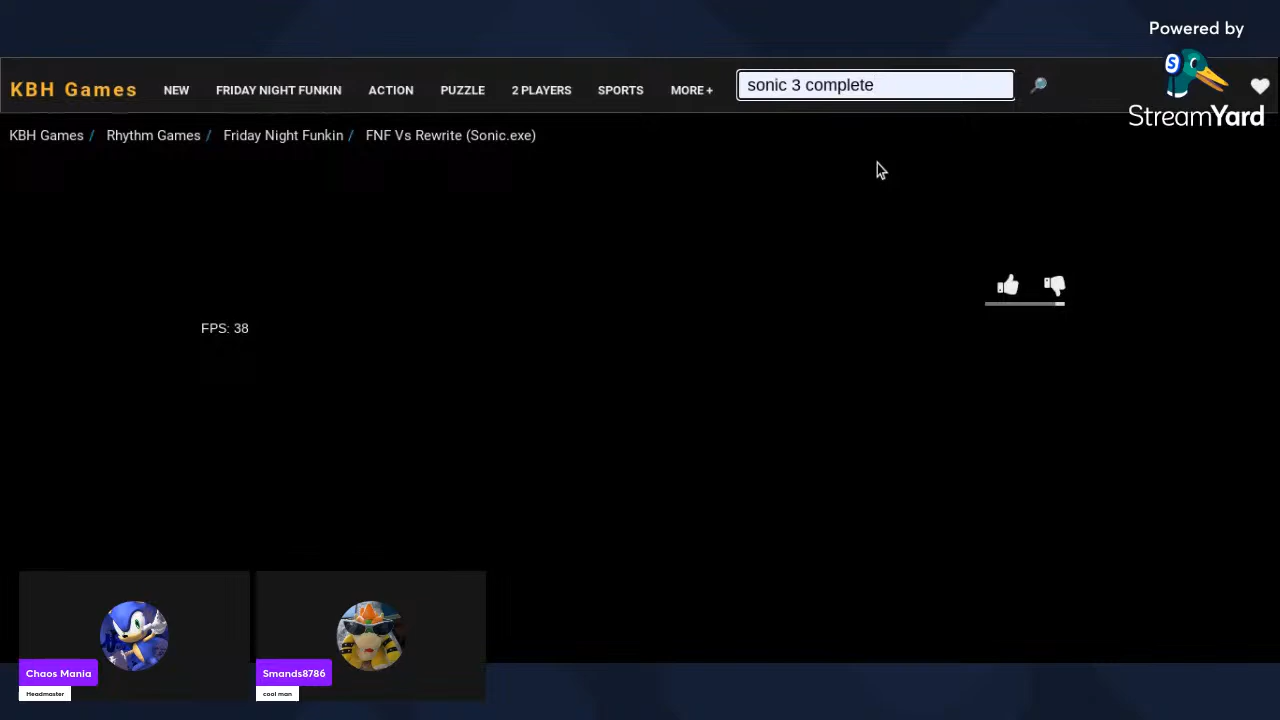 Powered by
StreamYard
KBH Games NEW FRIDAY NIGHT FUNKIN ACTION PUZZLE 2 PLAYERS SPORTS MORE + sonic 3 complete
KBH Games / Rhythm Games / Friday Night Funkin / FNF Vs Rewrite (Sonic.exe)
FPS: 38
Chaos Mania
Headmaster
Smands8786
cool man